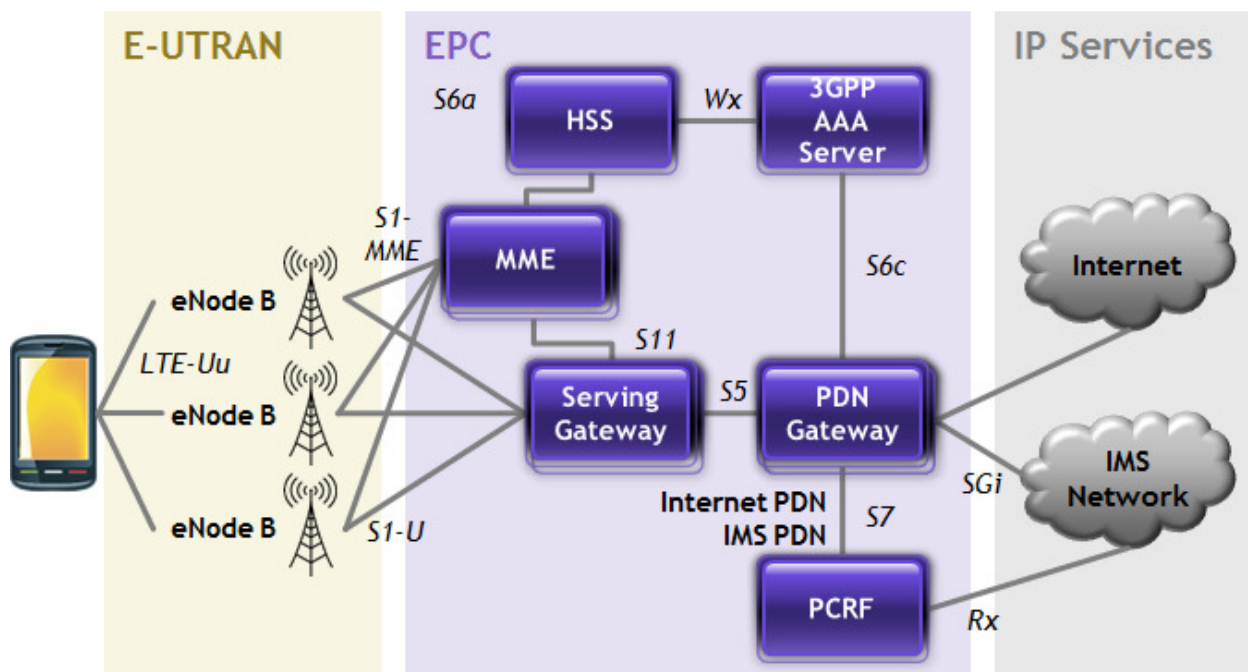 E-UTRAN
EPC
IP Services
S6a
HSS
Wx
3GPP
AAA
Server
S1-
MME
MME
S6c
Internet
eNode B
LTE-Uu
S11
eNode B
Serving
Gateway
S5
PDN
Gateway
IMS
Network
SGi
Internet PDN
IMS PDN
S7
eNode B
S1-U
PCRF
Rx